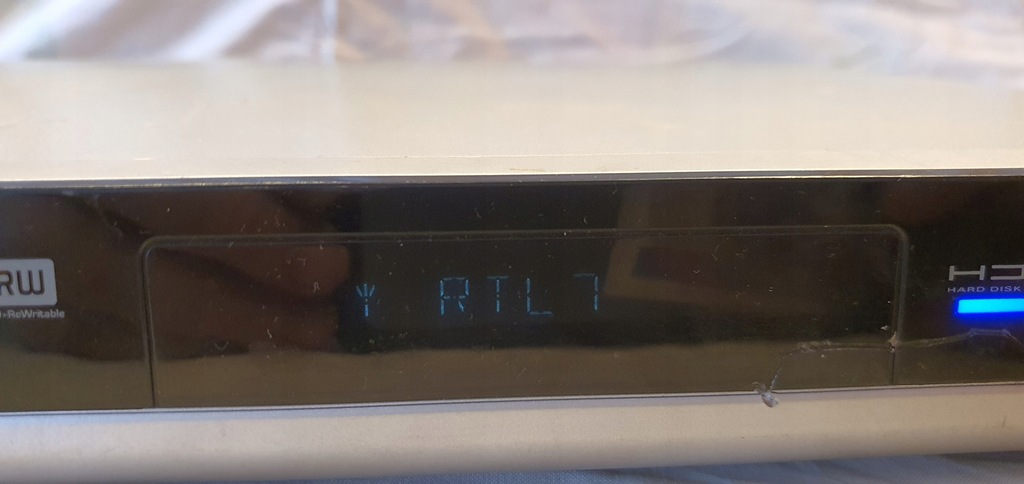 RW
ReWritable
RTL7
HARD DISK